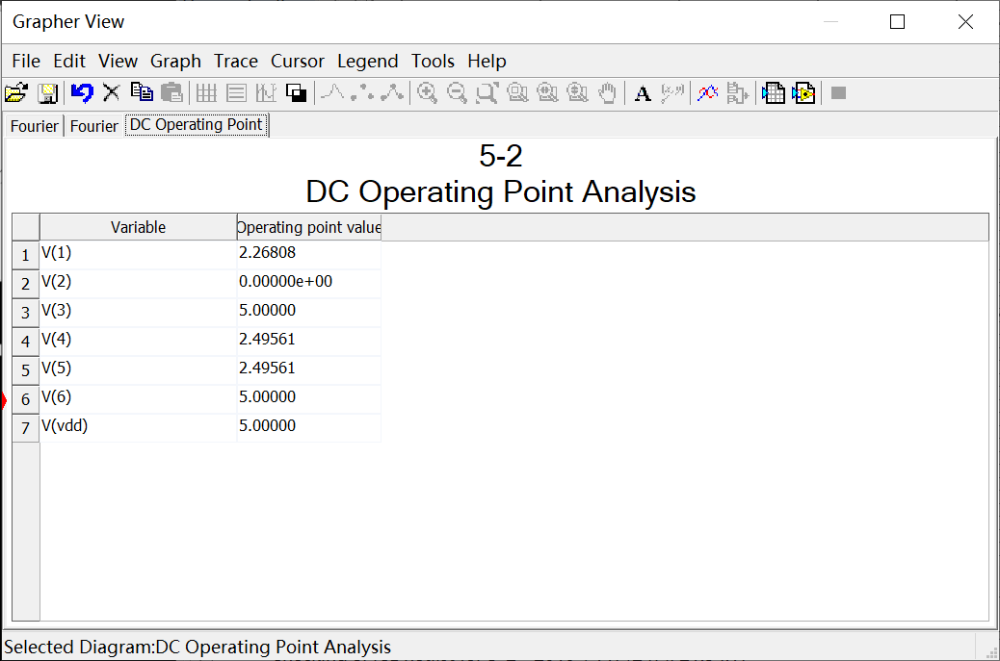 Grapher View
File Edit View Graph Trace Cursor Legend Tools Help
A
Fourier Fourier DC Operating Point
5-2
DC Operating Point Analysis
Variable Operating point value
1 V(1) 2.26808
2 V(2) 0.00000e+00
3 V(3) 5.00000
4 V(4) 2.49561
5 V(5) 2.49561
6 V(6) 5.00000
7 V(vdd) 5.00000
Selected Diagram:DC Operating Point Analysis